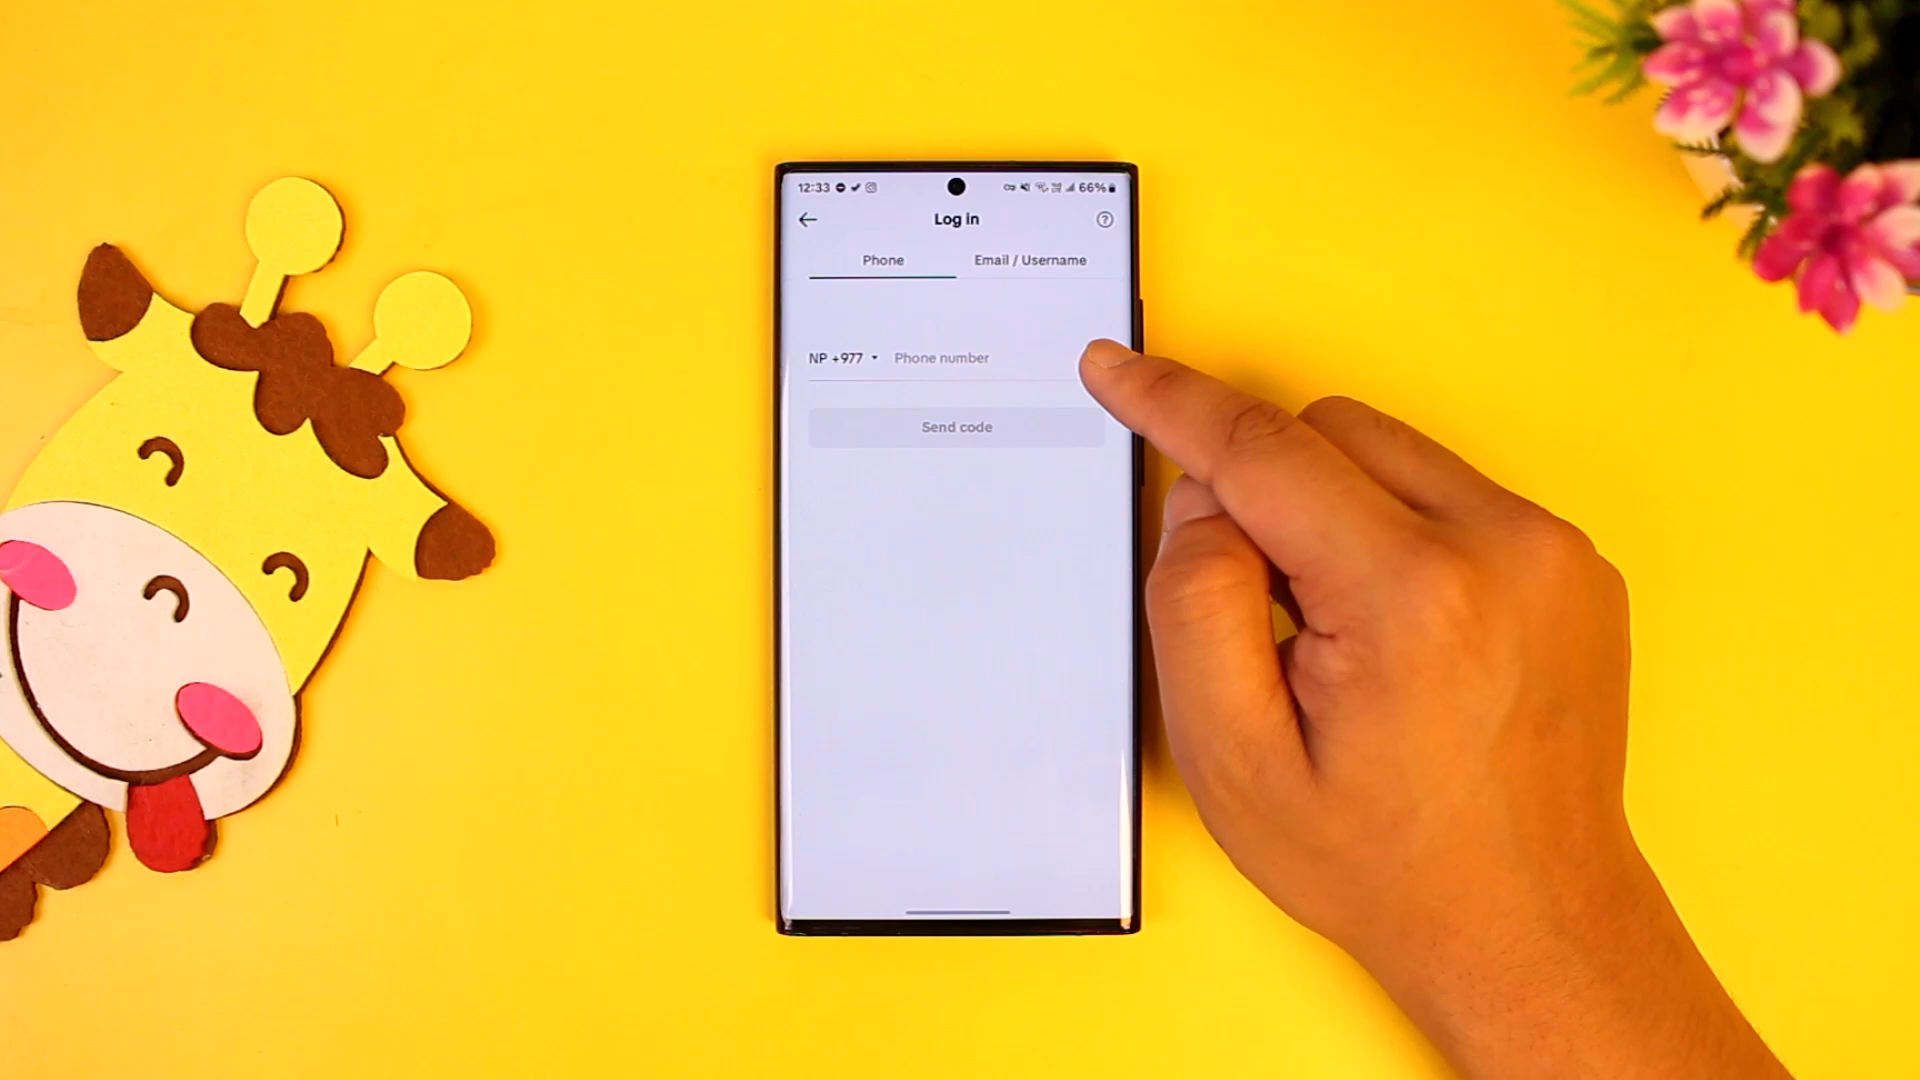 12:33 66%
Log in
Phone Email / Username
NP +977 Phone number
Send code